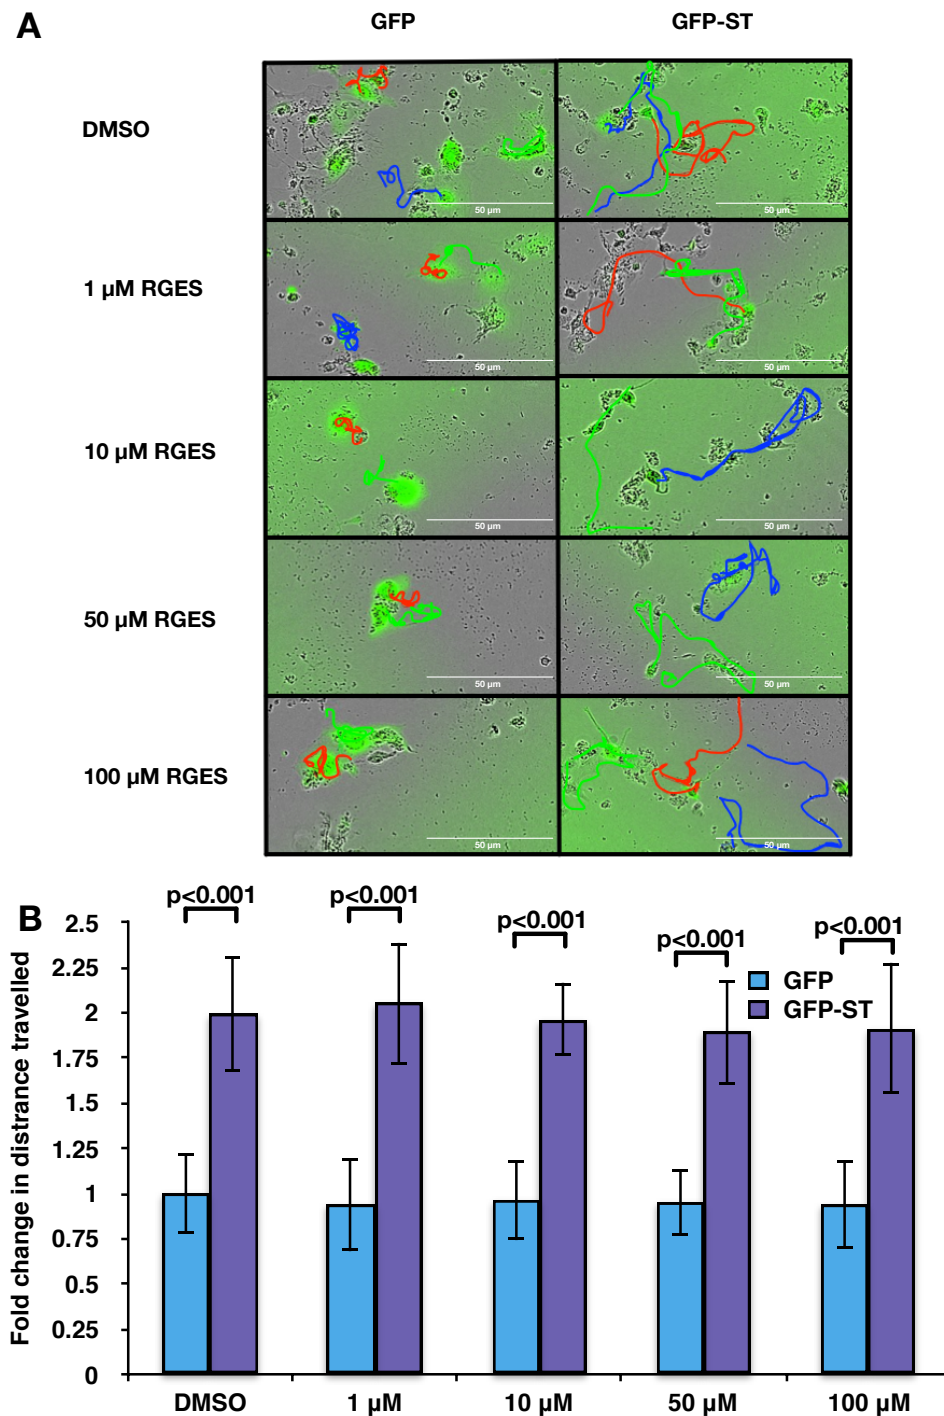 A
GFP
GFP-ST
DMSO
50 µm
50 µm
1 µM RGES
50 µm
50 µm
10 µM RGES
50 µm
50 µm
50 µM RGES
50 µm
50 µm
100 µM RGES
50 µm
50 µm
B
p<0.001
p<0.001
p<0.001
p<0.001
p<0.001
GFP
GFP-ST
Fold change in distrance travelled
2.5
2.25
2
1.75
1.5
1.25
1
0.75
0.5
0.25
0
DMSO
1 µM
10 µM
50 µM
100 µM